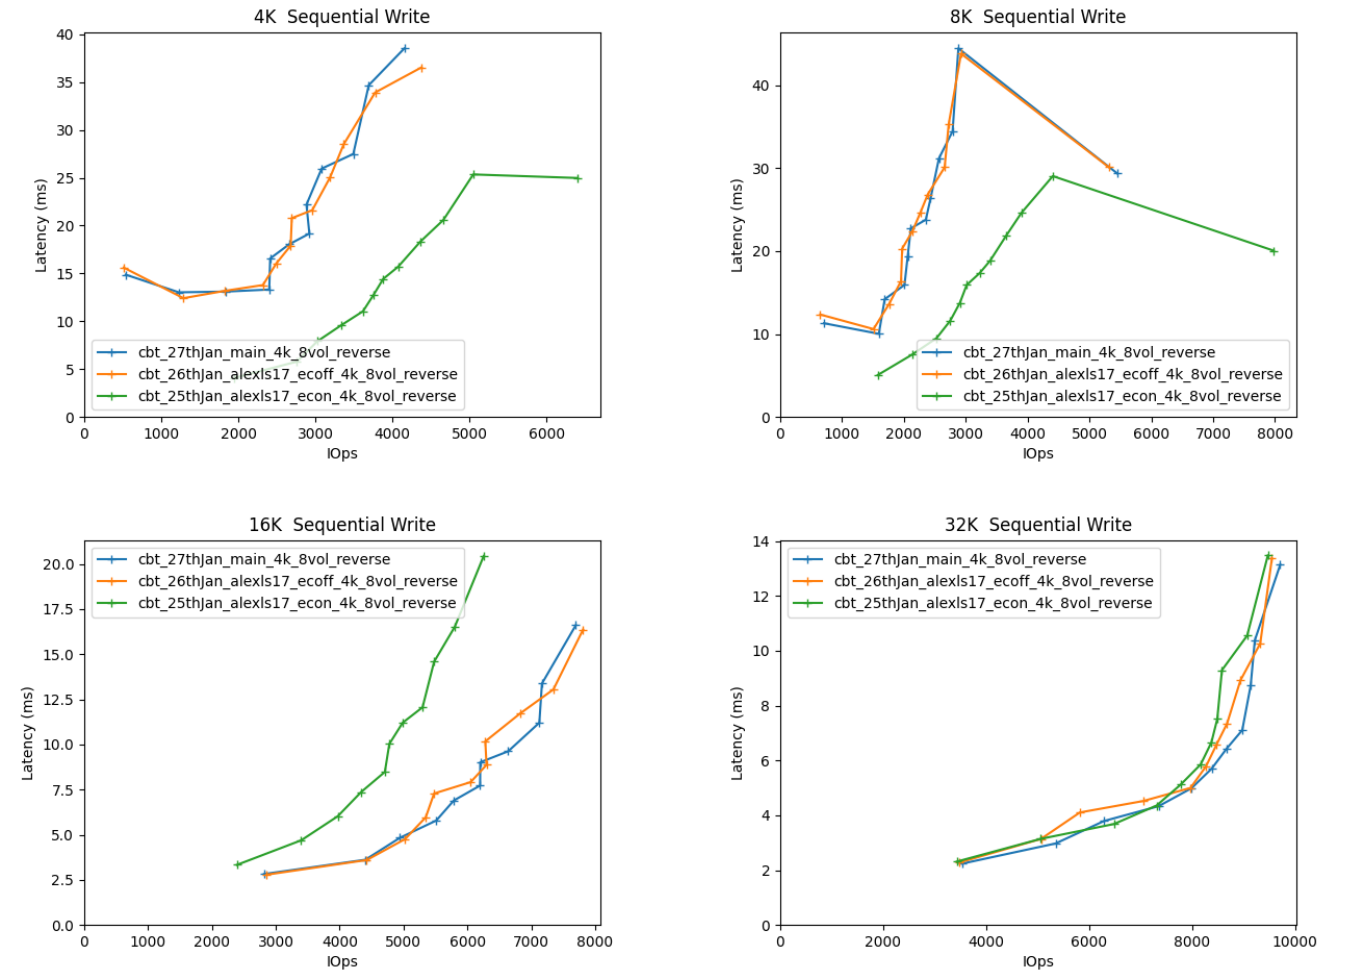 4K  Sequential Write
40
35
30
25
20
15
10
5
0
Latency (ms)
cbt_27thJan_main_4k_8vol_reverse
cbt_26thJan_alexls17_ecoff_4k_8vol_reverse
cbt_25thJan_alexls17_econ_4k_8vol_reverse
0 1000 2000 3000 4000 5000 6000
IOps
8K  Sequential Write
40
30
20
10
0
Latency (ms)
cbt_27thJan_main_4k_8vol_reverse
cbt_26thJan_alexls17_ecoff_4k_8vol_reverse
cbt_25thJan_alexls17_econ_4k_8vol_reverse
0 1000 2000 3000 4000 5000 6000 7000 8000
IOps
16K  Sequential Write
cbt_27thJan_main_4k_8vol_reverse
cbt_26thJan_alexls17_ecoff_4k_8vol_reverse
cbt_25thJan_alexls17_econ_4k_8vol_reverse
20.0
17.5
15.0
12.5
10.0
7.5
5.0
2.5
0.0
Latency (ms)
0 1000 2000 3000 4000 5000 6000 7000 8000
IOps
32K  Sequential Write
cbt_27thJan_main_4k_8vol_reverse
cbt_26thJan_alexls17_ecoff_4k_8vol_reverse
cbt_25thJan_alexls17_econ_4k_8vol_reverse
14
12
10
8
6
4
2
0
Latency (ms)
0 2000 4000 6000 8000 10000
IOps